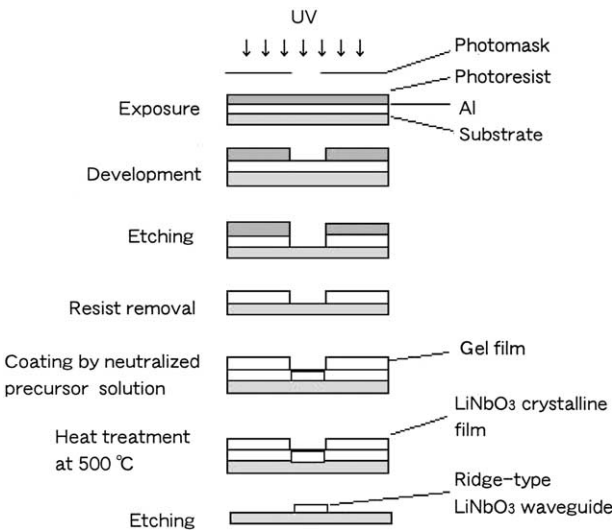 UV
Photomask
Photoresist
Exposure
Al
Substrate
Development
Etching
Resist removal
Coating by neutralized
precursor solution
Gel film
Heat treatment
at 500 ℃
LiNbO₃ crystalline
film
Ridge-type
LiNbO₃ waveguide
Etching